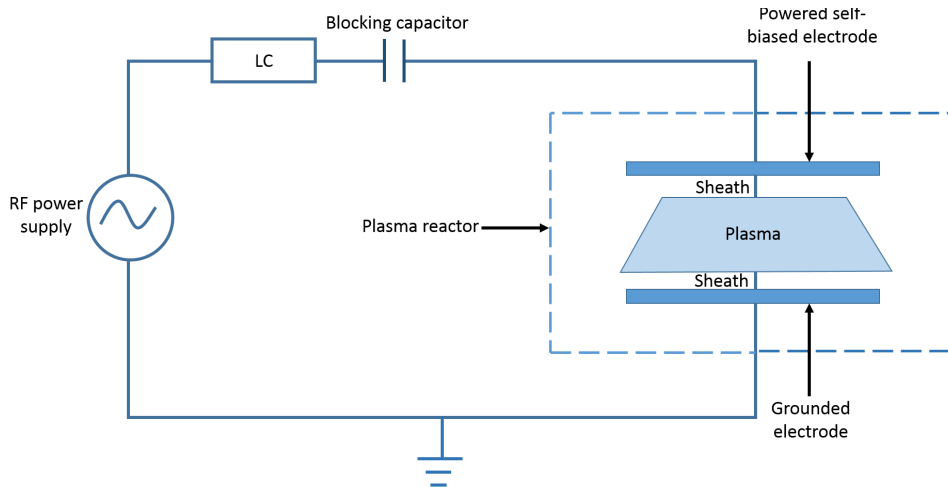 Powered self-
biased electrode
Blocking capacitor
LC
Sheath
RF power
supply
Plasma reactor
Plasma
Sheath
Grounded
electrode